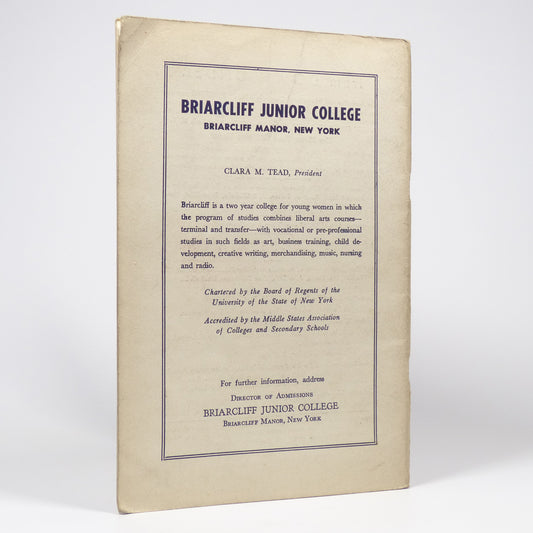 BRIARCLIFF JUNIOR COLLEGE
BRIARCLIFF MANOR, NEW YORK
CLARA M. TEAD, President
Briarcliff is a two year college for young women in which
the program of studies combines liberal arts courses—
terminal and transfer—with vocational or pre-professional
studies in such fields as art, business training, child de-
velopment, creative writing, merchandising, music, nursing
and radio.
Chartered by the Board of Regents of the
University of the State of New York
Accredited by the Middle States Association
of Colleges and Secondary Schools
For further information, address
DIRECTOR OF ADMISSIONS
BRIARCLIFF JUNIOR COLLEGE
BRIARCLIFF MANOR, NEW YORK